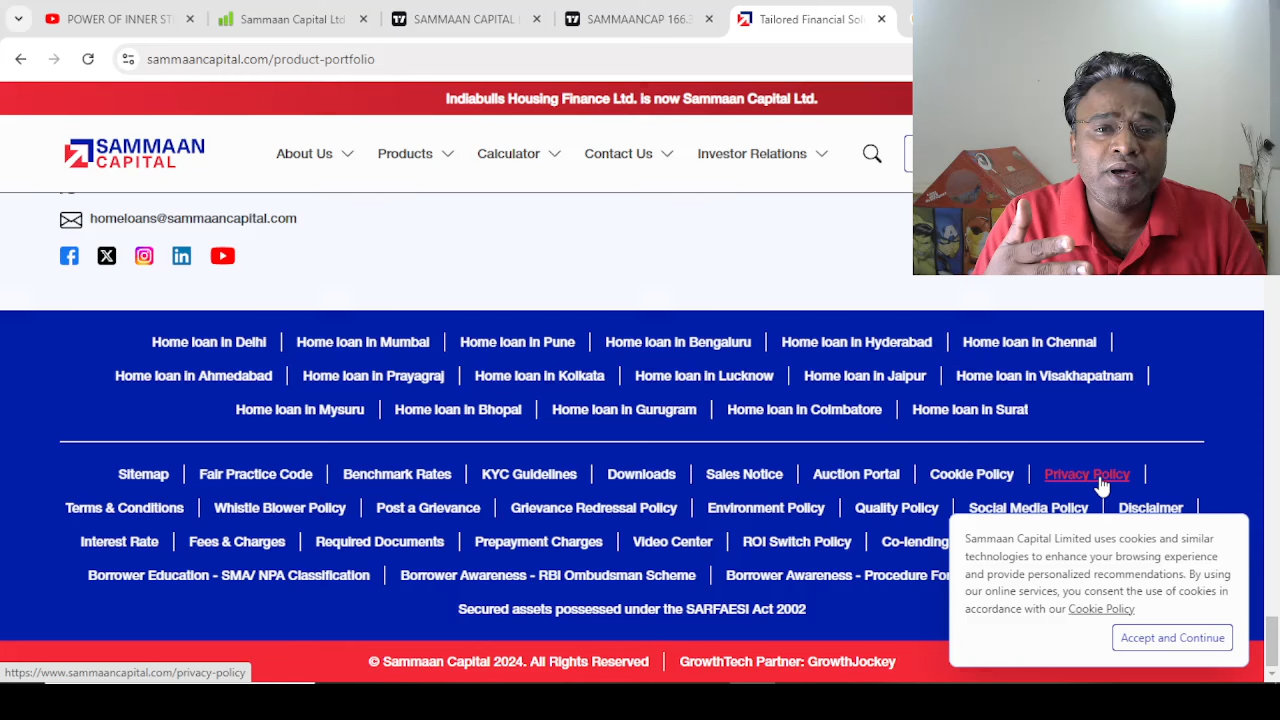 POWER OF INNER ST
Sammaan Capital Ltd
SAMMAAN CAPITAL
SAMMAANCAP 166.
Tailored Financial Sol
sammaancapital.com/product-portfolio
Indiabulls Housing Finance Ltd. is now Sammaan Capital Ltd.
SAMMAAN
CAPITAL
About Us
Products
Calculator
Contact Us
Investor Relations
homeloans@sammaancapital.com
Home loan in Delhi Home loan in Mumbai Home loan in Pune Home loan in Bengaluru Home loan in Hyderabad Home loan in Chennai
Home loan in Ahmedabad Home loan in Prayagraj Home loan in Kolkata Home loan in Lucknow Home loan in Jaipur Home loan in Visakhapatnam
Home loan in Mysuru Home loan in Bhopal Home loan in Gurugram Home loan in Coimbatore Home loan in Surat
Sitemap Fair Practice Code Benchmark Rates KYC Guidelines Downloads Sales Notice Auction Portal Cookie Policy Privacy Policy
Terms & Conditions Whistle Blower Policy Post a Grievance Grievance Redressal Policy Environment Policy Quality Policy Social Media Policy Disclaimer
Interest Rate Fees & Charges Required Documents Prepayment Charges Video Center ROI Switch Policy Co-lending
Borrower Education - SMA/ NPA Classification Borrower Awareness - RBI Ombudsman Scheme Borrower Awareness - Procedure For
Secured assets possessed under the SARFAESI Act 2002
Sammaan Capital Limited uses cookies and similar
technologies to enhance your browsing experience
and provide personalized recommendations. By using
our online services, you consent the use of cookies in
accordance with our Cookie Policy
Accept and Continue
© Sammaan Capital 2024. All Rights Reserved GrowthTech Partner: GrowthJockey
https://www.sammaancapital.com/privacy-policy